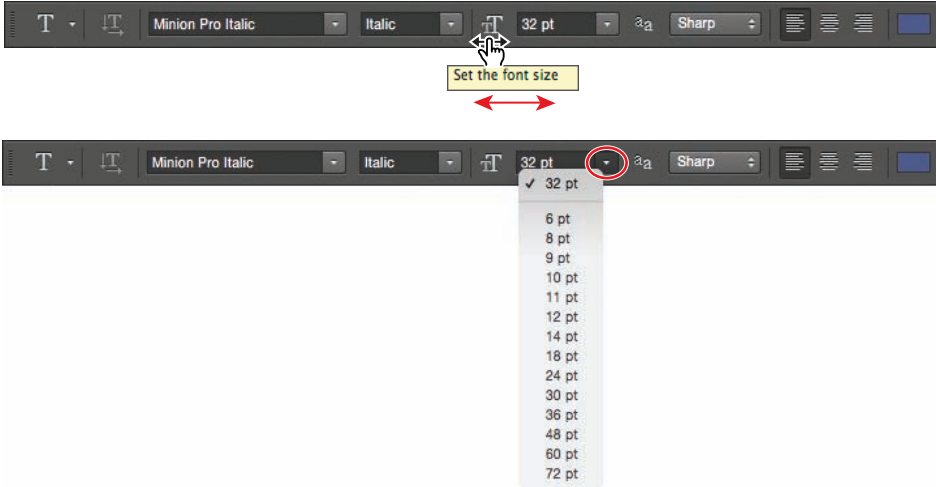 T Minion Pro Italic Italic T 32 pt aa Sharp
Set the font size
T Minion Pro Italic Italic T 32 pt aa Sharp
✓ 32 pt
6 pt
8 pt
9 pt
10 pt
11 pt
12 pt
14 pt
18 pt
24 pt
30 pt
36 pt
48 pt
60 pt
72 pt